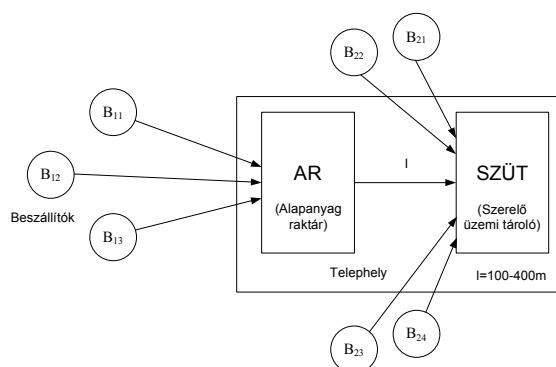 B21
B22
B11
B12
B13
Beszállítók
AR
(Alapanyag
raktár)
l
SZÜT
(Szerelő
üzemi tároló)
Telephely
l=100-400m
B23
B24